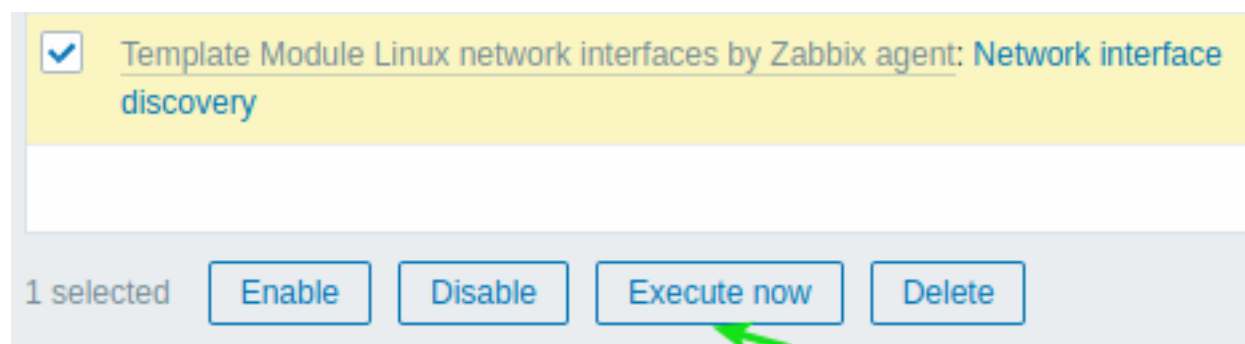 Template Module Linux network interfaces by Zabbix agent: Network interface
discovery
1 selected Enable Disable Execute now Delete